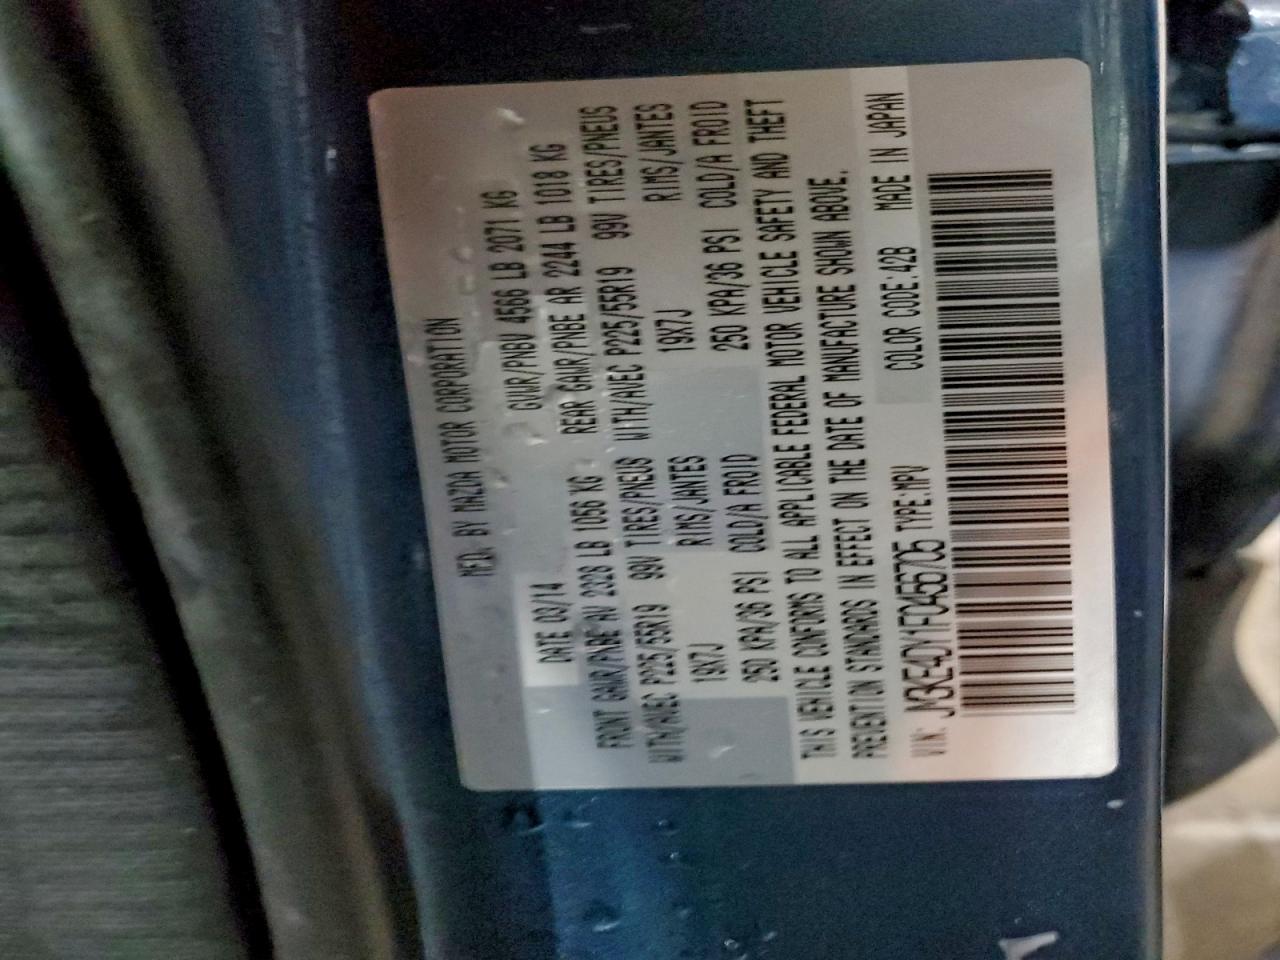 MFD. BY MAZDA MOTOR CORPORATION
DATE 03/14 GVWR/PNBV 4566 LB 2071 KG
FRONT GAWR/PNBE AV 2328 LB 1056 KG REAR GAWR/PNBE AR 2244 LB 1018 KG
WITH/AVEC P225/55R19 99V TIRES/PNEUS WITH/AVEC P225/55R19 99V TIRES/PNEUS
19X7J RIMS/JANTES 19X7J RIMS/JANTES
250 KPA/36 PSI COLD/A FROID 250 KPA/36 PSI COLD/A FROID
THIS VEHICLE CONFORMS TO ALL APPLICABLE FEDERAL MOTOR VEHICLE SAFETY AND THEFT
PREVENTION STANDARDS IN EFFECT ON THE DATE OF MANUFACTURE SHOWN ABOVE.
VIN: JM3KE4DY1F0456705 TYPE:MPV COLOR CODE:42B MADE IN JAPAN